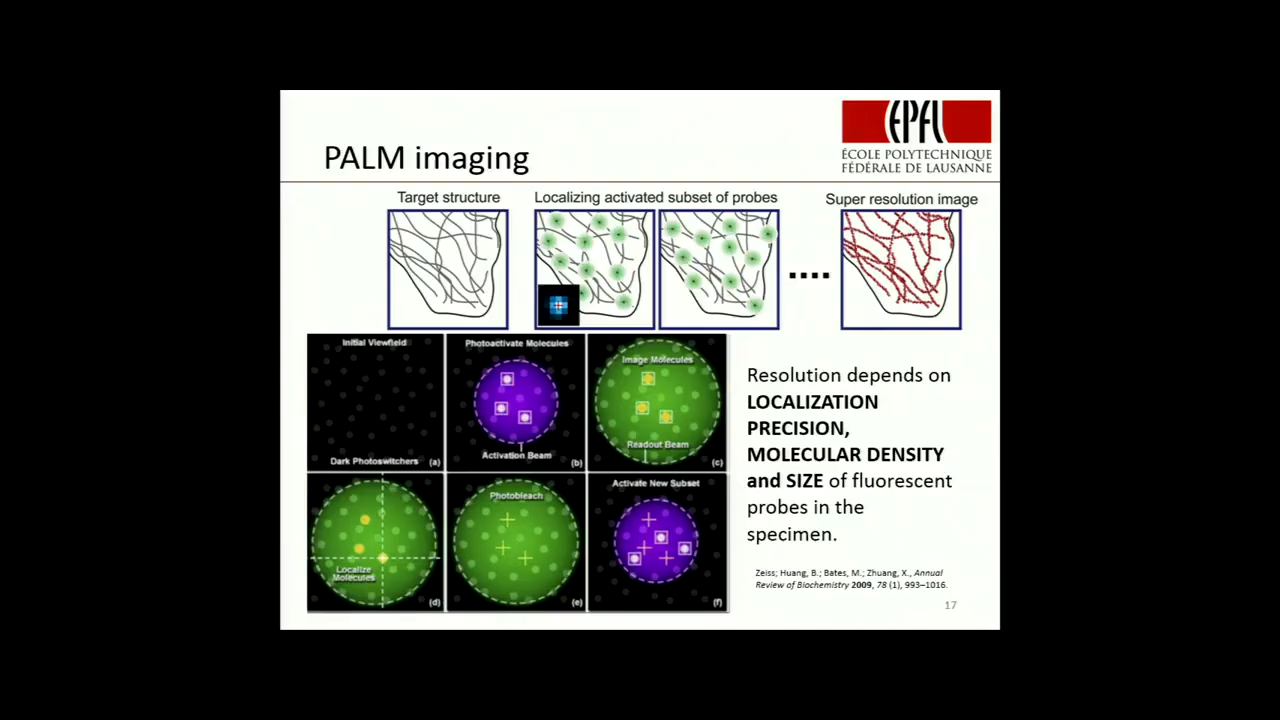 EPFL
ÉCOLE POLYTECHNIQUE
FÉDÉRALE DE LAUSANNE
PALM imaging
Target structure
Localizing activated subset of probes
Super resolution image
Initial Viewfield
Dark Photoswitchers
(a)
Photoactivate Molecules
Activation Beam
(b)
Image Molecules
Readout Beam
(c)
Localize
Molecules
(d)
Photobleach
(e)
Activate New Subset
(f)
Resolution depends on
LOCALIZATION
PRECISION,
MOLECULAR DENSITY
and SIZE of fluorescent
probes in the
specimen.
Zeiss; Huang, B.; Bates, M.; Zhuang, X., Annual
Review of Biochemistry 2009, 78 (1), 993–1016.
17